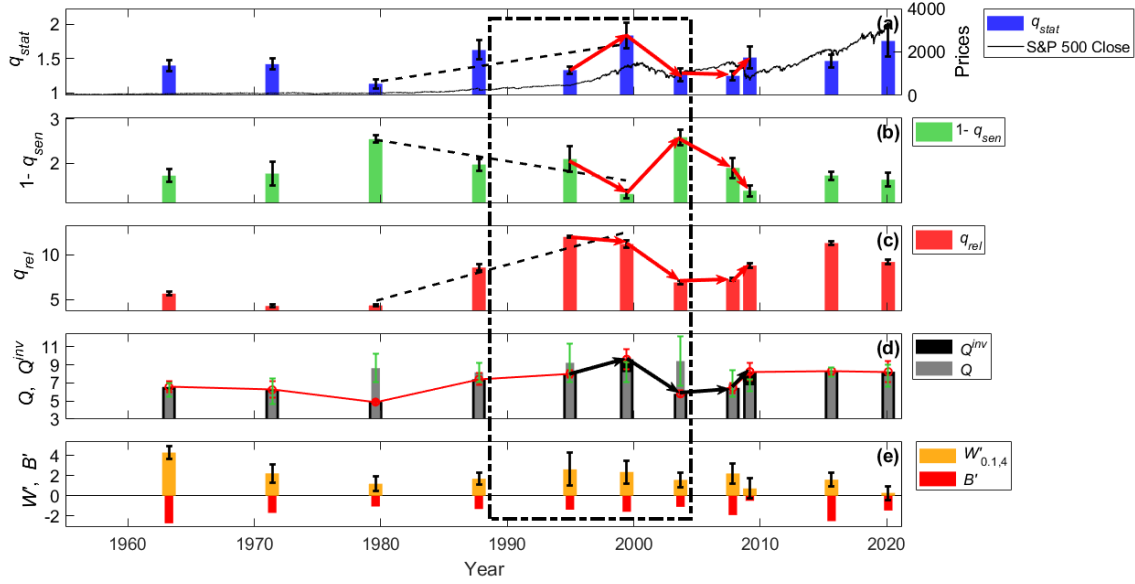 2
1.5
1
q_stat
(a)
4000
2000
0
Prices
q_stat
S&P 500 Close
2
1- q_sen
(b)
1- q_sen
10
5
q_rel
(c)
q_rel
11
9
7
5
3
Q, Q^inv
(d)
Q^inv
Q
4
2
0
-2
W', B'
(e)
W'_0.1,4
B'
1960 1970 1980 1990 2000 2010 2020
Year